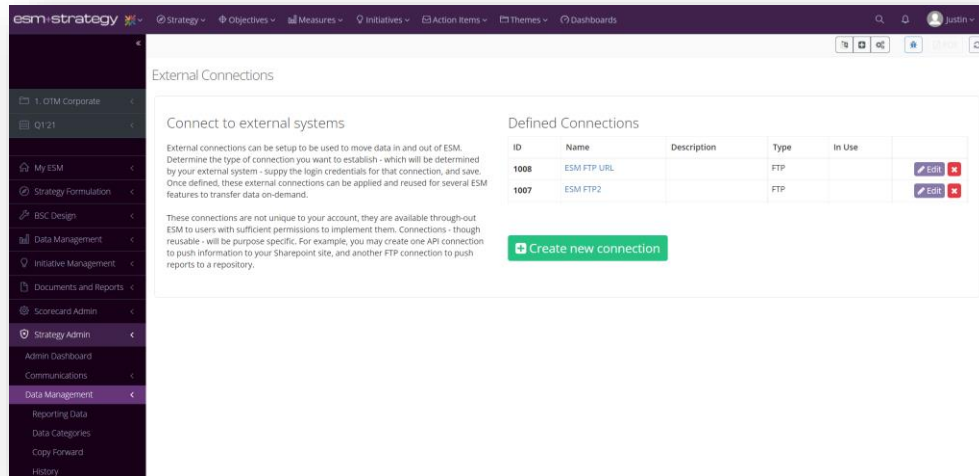 esm+strategy Strategy Objectives Measures Initiatives Action Items Themes Dashboards Justin
External Connections
1. OTM Corporate
Q1'21
My ESM
Strategy Formulation
BSC Design
Data Management
Initiative Management
Documents and Reports
Scorecard Admin
Strategy Admin
Admin Dashboard
Communications
Data Management
Reporting Data
Data Categories
Copy Forward
History
Connect to external systems
External connections can be setup to be used to move data in and out of ESM.
Determine the type of connection you want to establish - which will be determined
by your external system - suppy the login credentials for that connection, and save.
Once defined, these external connections can be applied and reused for several ESM
features to transfer data on-demand.
These connections are not unique to your account, they are available through-out
ESM to users with sufficient permissions to implement them. Connections - though
reusable - will be purpose specific. For example, you may create one API connection
to push information to your Sharepoint site, and another FTP connection to push
reports to a repository.
Defined Connections
ID Name Description Type In Use
1008 ESM FTP URL FTP Edit
1007 ESM FTP2 FTP Edit
Create new connection